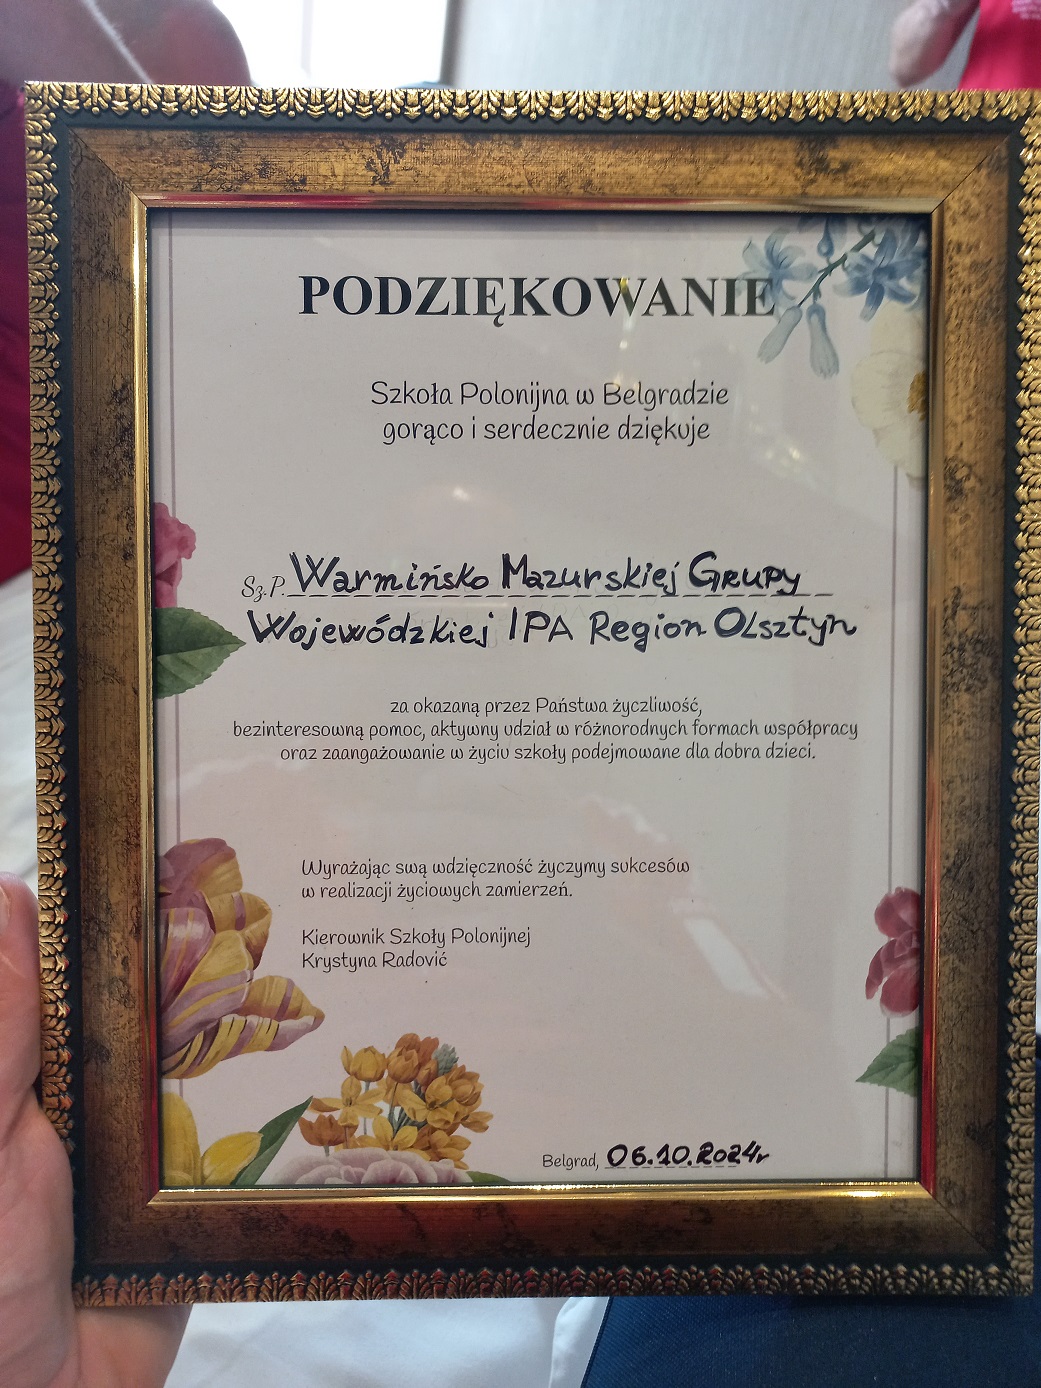 PODZIĘKOWANIE
Szkoła Polonijna w Belgradzie
gorąco i serdecznie dziękuje
Sz.P. Warmińsko Mazurskiej Grupy
Wojewódzkiej IPA Region Olsztyn
za okazaną przez Państwa życzliwość,
bezinteresowną pomoc, aktywny udział w różnorodnych formach współpracy
oraz zaangażowanie w życiu szkoły podejmowane dla dobra dzieci.
Wyrażając swą wdzięczność życzymy sukcesów
w realizacji życiowych zamierzeń.
Kierownik Szkoły Polonijnej
Krystyna Radović
Belgrad, 06.10.2024r